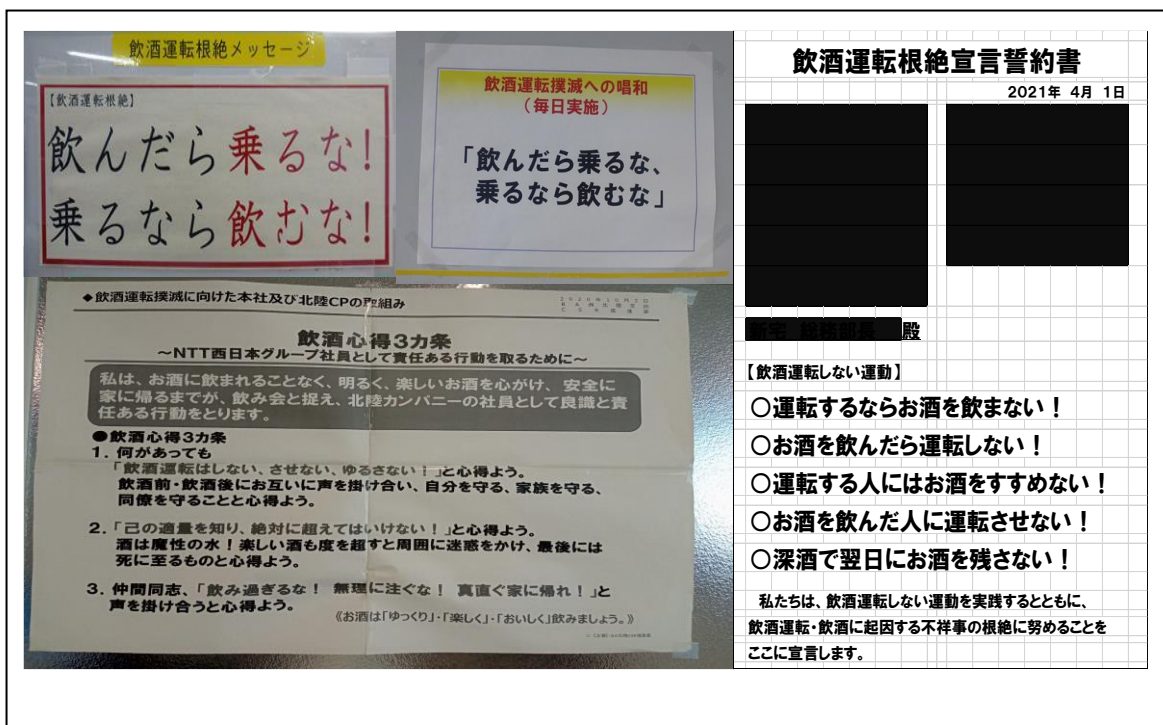 飲酒運転根絶メッセージ
【飲酒運転根絶】
飲んだら乗るな!
乗るなら飲むな!
飲酒運転撲滅への唱和
（毎日実施）
「飲んだら乗るな、
乗るなら飲むな」
◆飲酒運転撲滅に向けた本社及び北陸CPの取組み
飲酒心得3カ条
～NTT西日本グループ社員として責任ある行動を取るために～
私は、お酒に飲まれることなく、明るく、楽しいお酒を心がけ、安全に
家に帰るまでが、飲み会と捉え、北陸カンパニーの社員として良識と責
任ある行動をとります。
●飲酒心得3カ条
1. 何があっても
「飲酒運転はしない、させない、ゆるさない！」と心得よう。
飲酒前・飲酒後にお互いに声を掛け合い、自分を守る、家族を守る、
同僚を守ることと心得よう。
2.「己の適量を知り、絶対に超えてはいけない！」と心得よう。
酒は魔性の水！楽しい酒も度を超すと周囲に迷惑をかけ、最後には
死に至るものと心得よう。
3. 仲間同志、「飲み過ぎるな！ 無理に注ぐな！ 真直ぐ家に帰れ！」と
声を掛け合うと心得よう。
《お酒は「ゆっくり」・「楽しく」・「おいしく」飲みましょう。》
飲酒運転根絶宣言誓約書
2021年 4月 1日
殿
【飲酒運転しない運動】
○運転するならお酒を飲まない！
○お酒を飲んだら運転しない！
○運転する人にはお酒をすすめない！
○お酒を飲んだ人に運転させない！
○深酒で翌日にお酒を残さない！
私たちは、飲酒運転しない運動を実践するとともに、
飲酒運転・飲酒に起因する不祥事の根絶に努めることを
ここに宣言します。